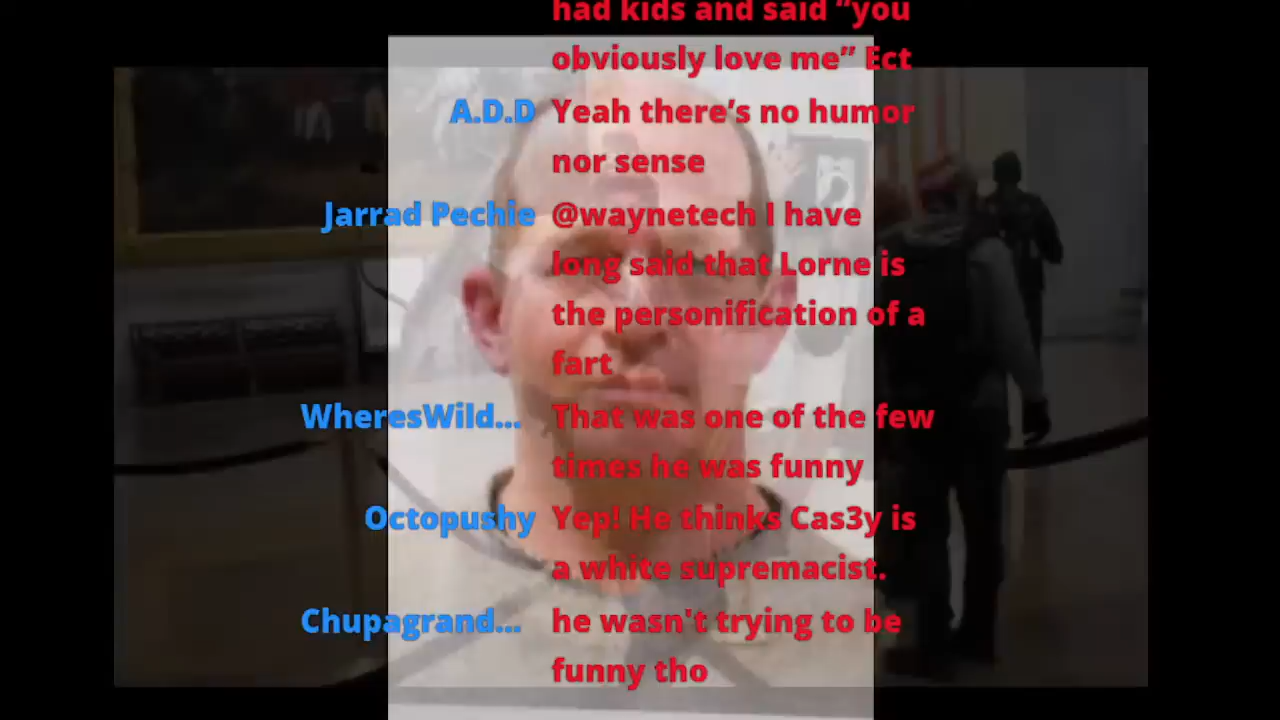 had kids and said “you
obviously love me” Ect
A.D.D Yeah there’s no humor
nor sense
Jarrad Pechie @waynetech I have
long said that Lorne is
the personification of a
fart
WheresWild... That was one of the few
times he was funny
Octopushy Yep! He thinks Cas3y is
a white supremacist.
Chupagrand... he wasn't trying to be
funny tho